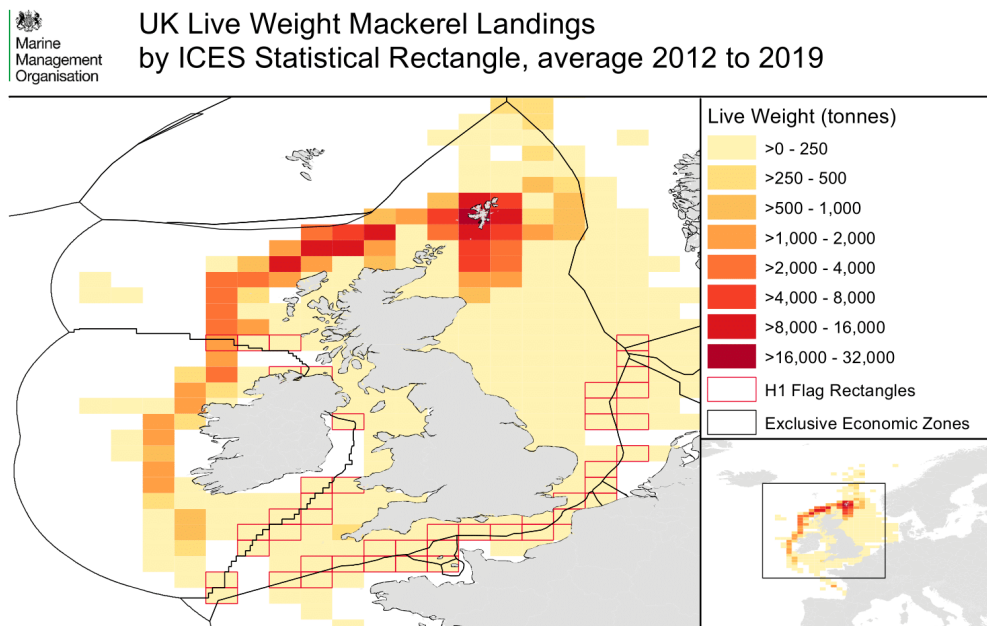 Marine
Management
Organisation
UK Live Weight Mackerel Landings
by ICES Statistical Rectangle, average 2012 to 2019
Live Weight (tonnes)
>0 - 250
>250 - 500
>500 - 1,000
>1,000 - 2,000
>2,000 - 4,000
>4,000 - 8,000
>8,000 - 16,000
>16,000 - 32,000
H1 Flag Rectangles
Exclusive Economic Zones